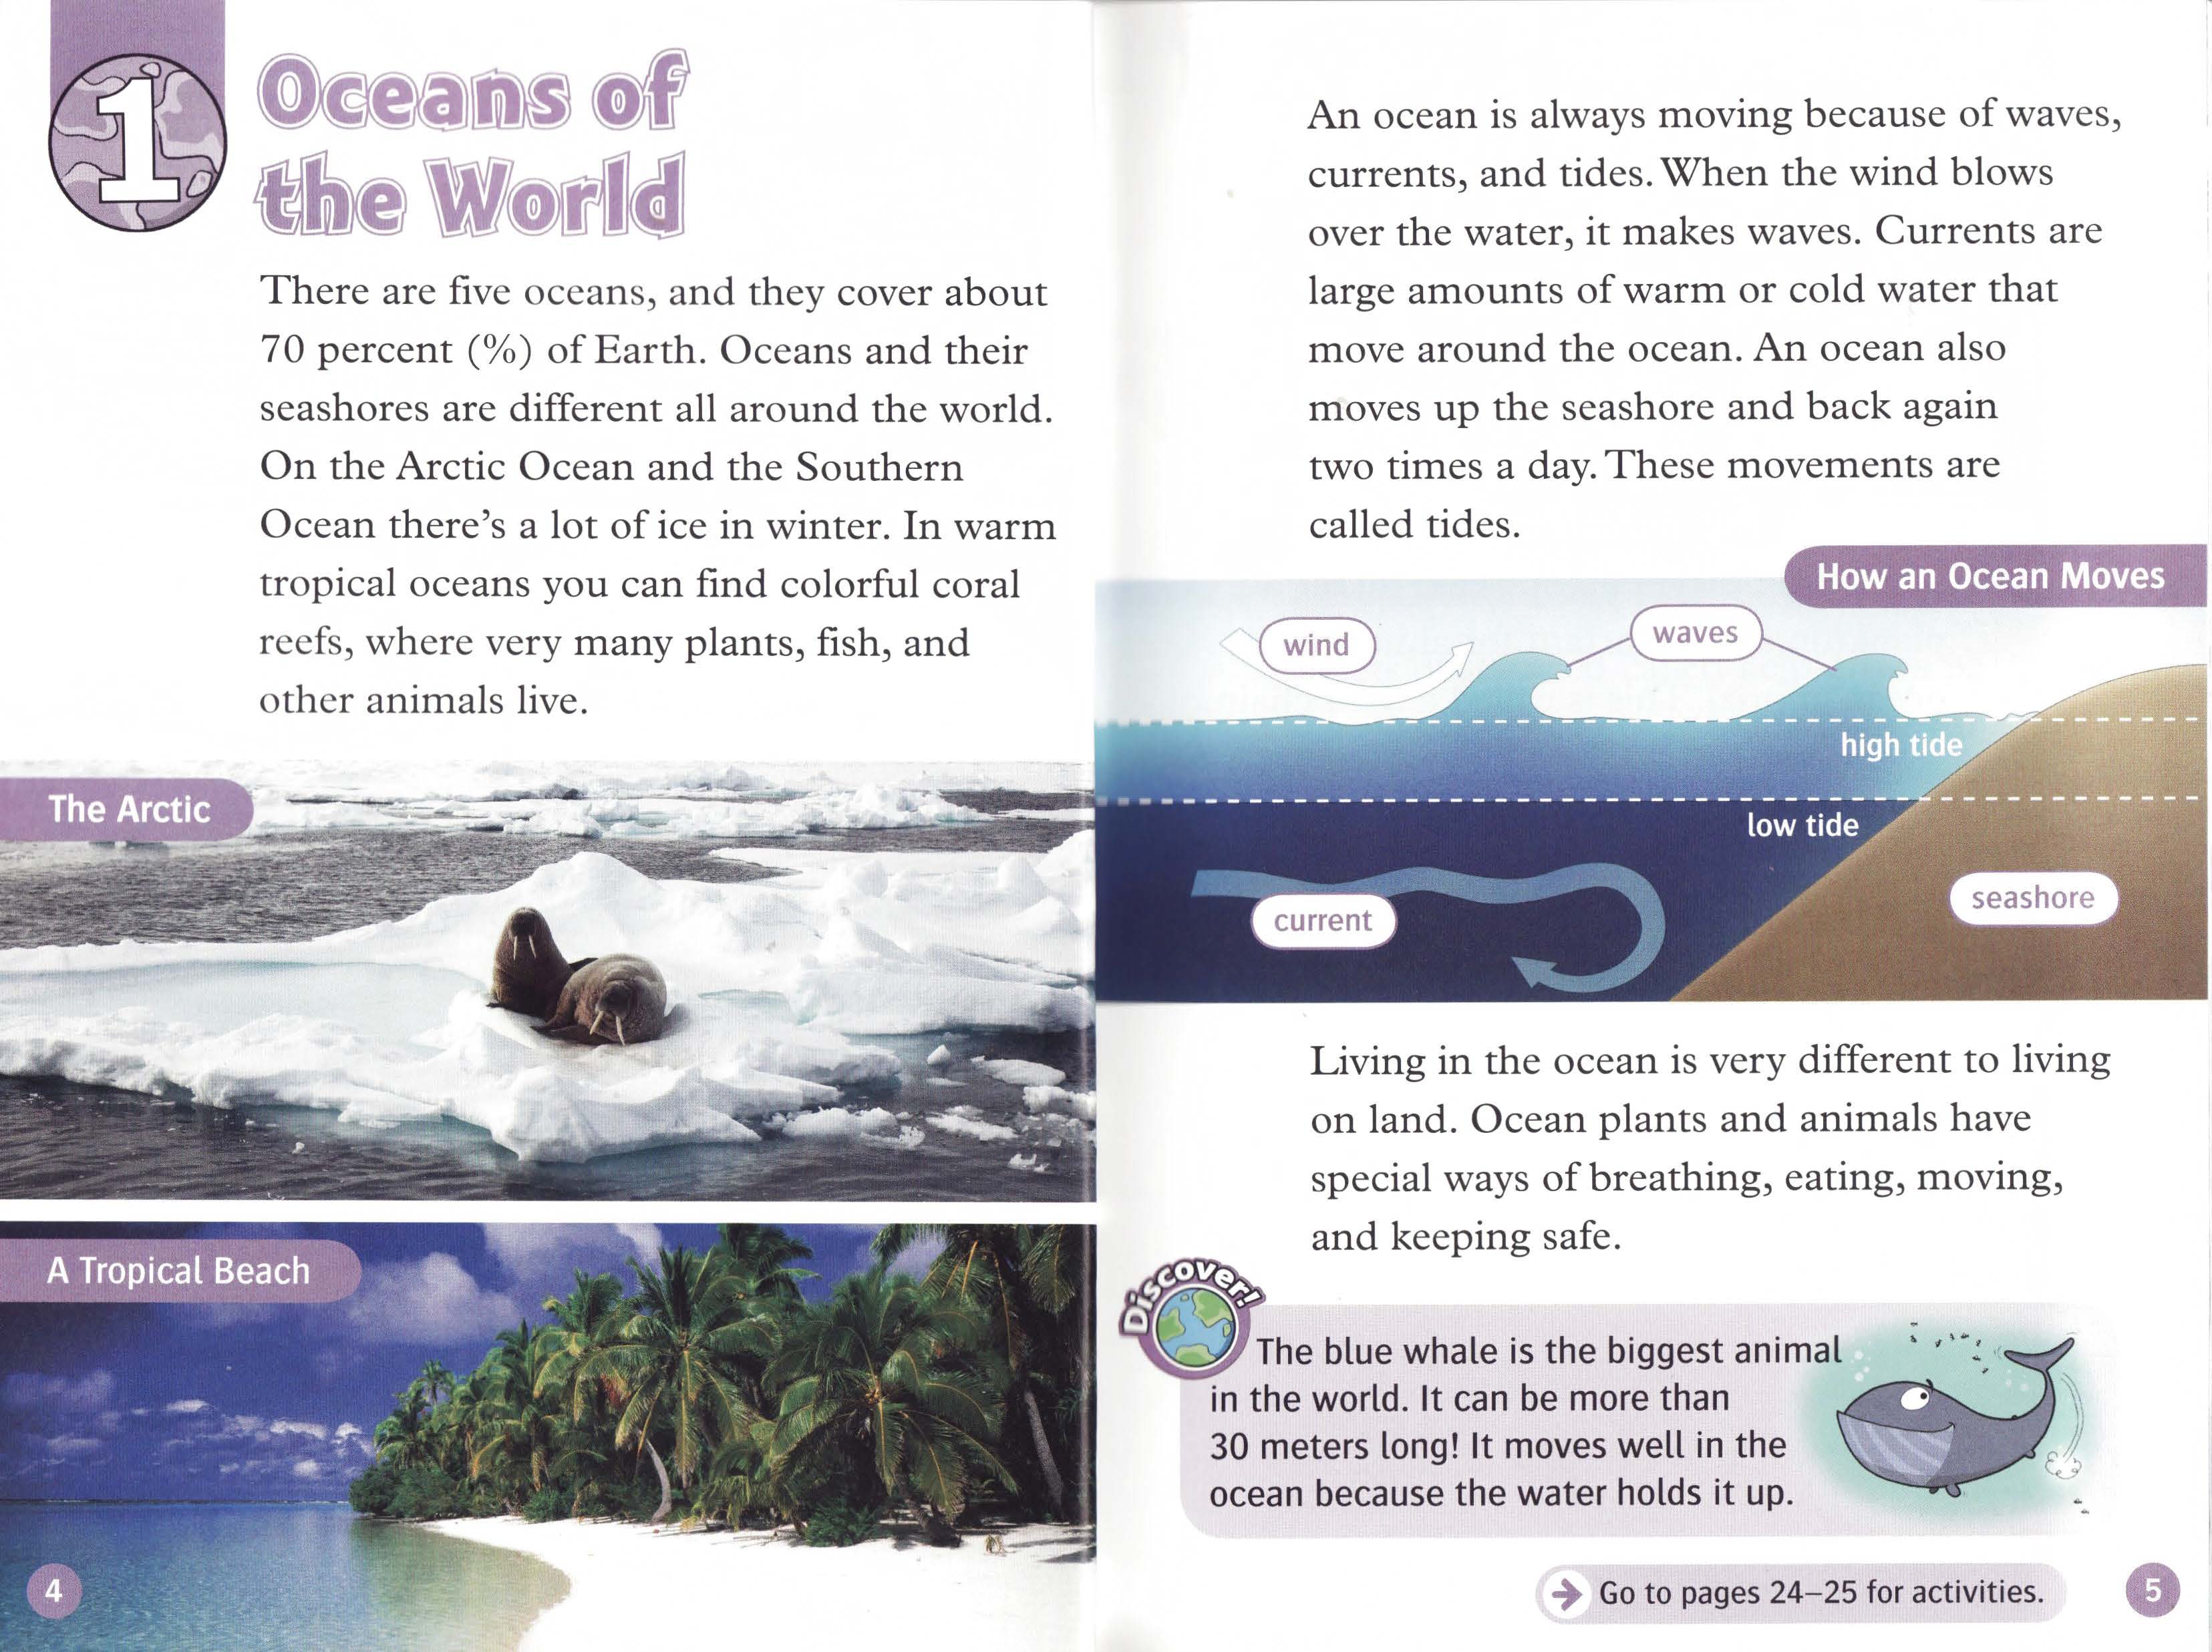 1
Oceans of
the World
There are five oceans, and they cover about
70 percent (%) of Earth. Oceans and their
seashores are different all around the world.
On the Arctic Ocean and the Southern
Ocean there's a lot of ice in winter. In warm
tropical oceans you can find colorful coral
reefs, where very many plants, fish, and
other animals live.
The Arctic
A Tropical Beach
4
An ocean is always moving because of waves,
currents, and tides. When the wind blows
over the water, it makes waves. Currents are
large amounts of warm or cold water that
move around the ocean. An ocean also
moves up the seashore and back again
two times a day. These movements are
called tides.
How an Ocean Moves
wind
waves
high tide
low tide
current
seashore
Living in the ocean is very different to living
on land. Ocean plants and animals have
special ways of breathing, eating, moving,
and keeping safe.
Discover!
The blue whale is the biggest animal
in the world. It can be more than
30 meters long! It moves well in the
ocean because the water holds it up.
Go to pages 24–25 for activities.
5